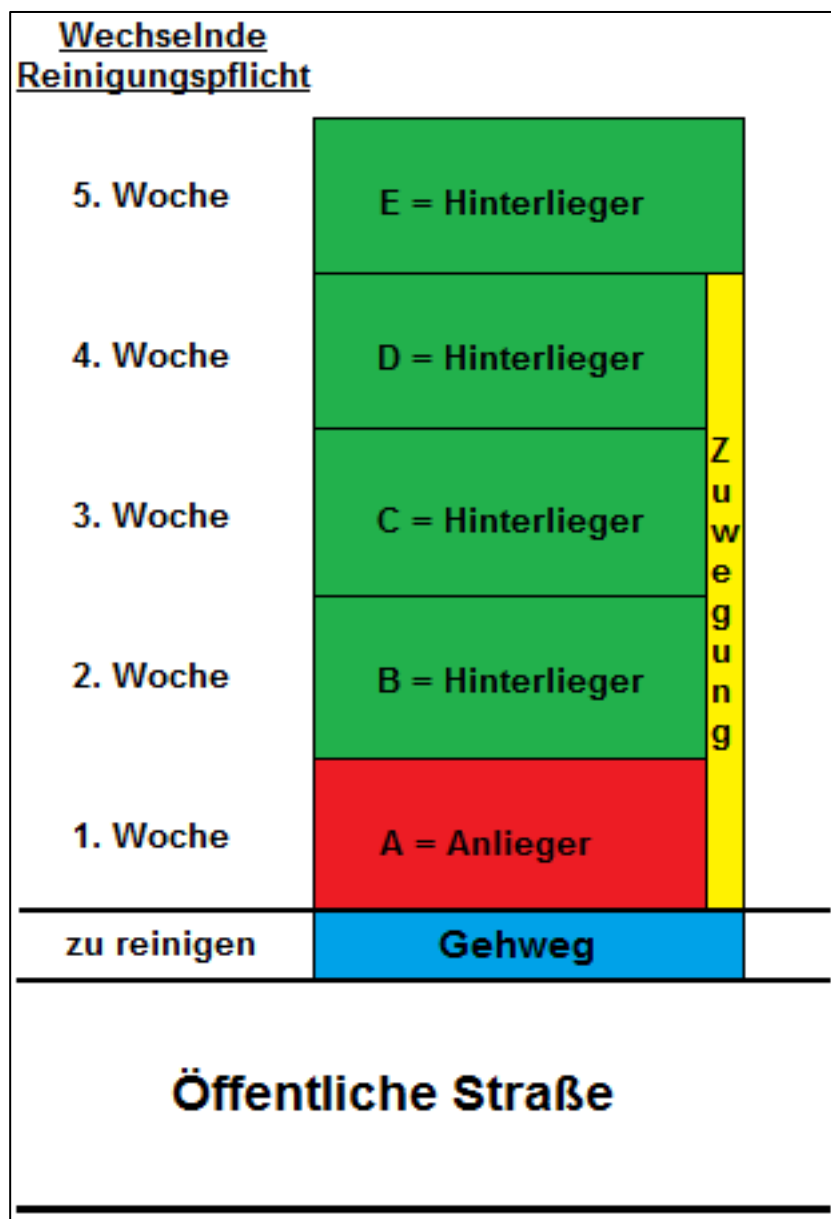 Wechselnde
Reinigungspflicht
5. Woche
E = Hinterlieger
4. Woche
D = Hinterlieger
3. Woche
C = Hinterlieger
2. Woche
B = Hinterlieger
Zuwegung
1. Woche
A = Anlieger
zu reinigen
Gehweg
Öffentliche Straße